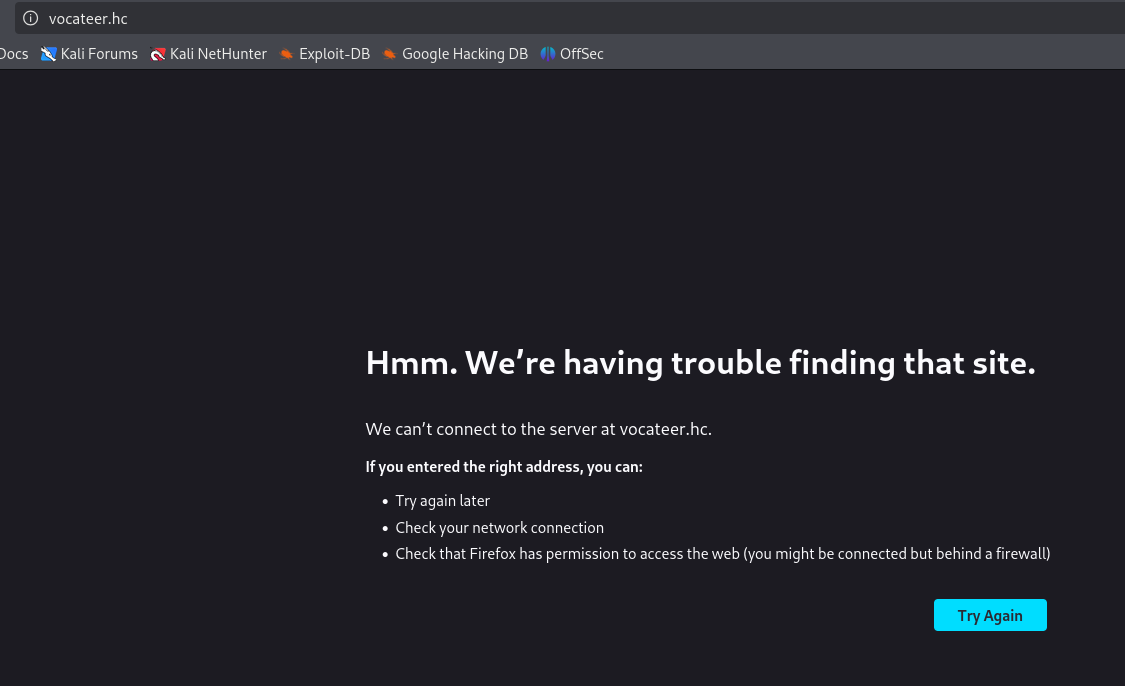 vocateer.hc
Docs Kali Forums Kali NetHunter Exploit-DB Google Hacking DB OffSec
Hmm. We’re having trouble finding that site.
We can’t connect to the server at vocateer.hc.
If you entered the right address, you can:
• Try again later
• Check your network connection
• Check that Firefox has permission to access the web (you might be connected but behind a firewall)
Try Again